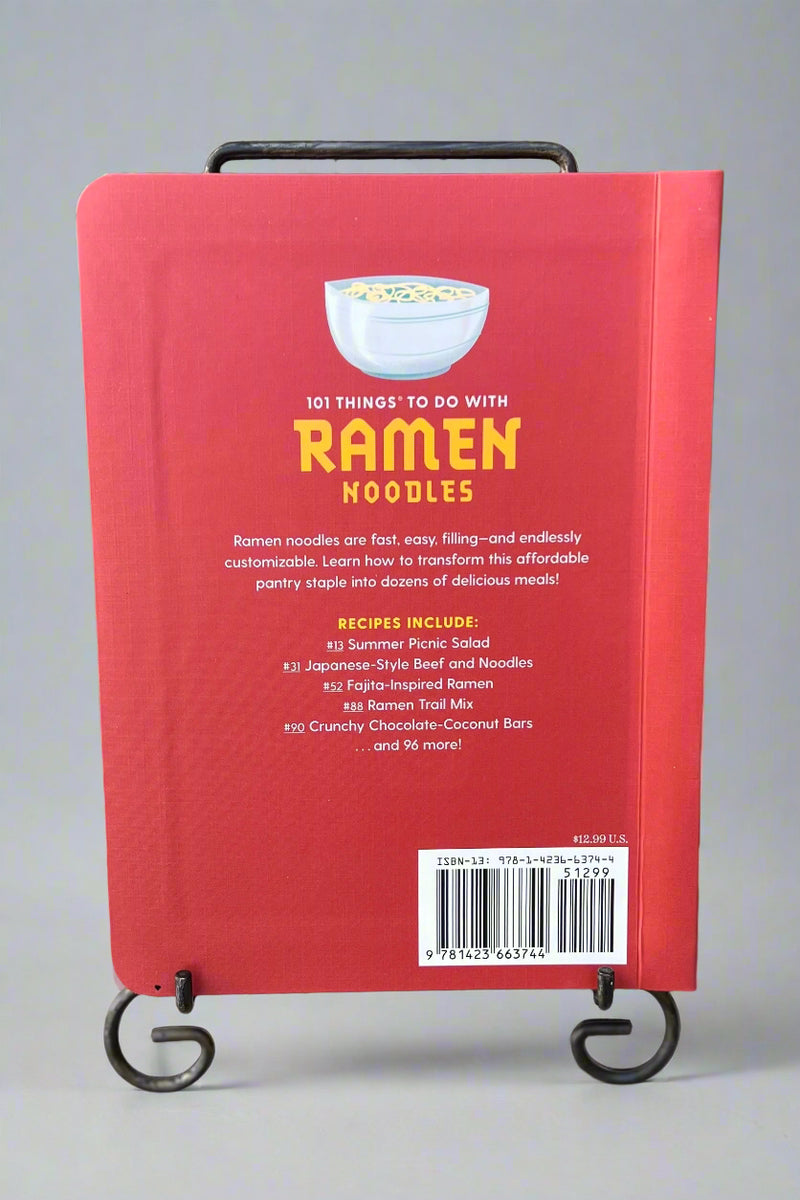 101 THINGS® TO DO WITH
RAMEN
NOODLES
Ramen noodles are fast, easy, filling—and endlessly
customizable. Learn how to transform this affordable
pantry staple into dozens of delicious meals!
RECIPES INCLUDE:
#13 Summer Picnic Salad
#31 Japanese-Style Beef and Noodles
#52 Fajita-Inspired Ramen
#88 Ramen Trail Mix
#90 Crunchy Chocolate-Coconut Bars
...and 96 more!
$12.99 U.S.
ISBN-13: 978-1-4236-6374-4
51299
9 781423 663744